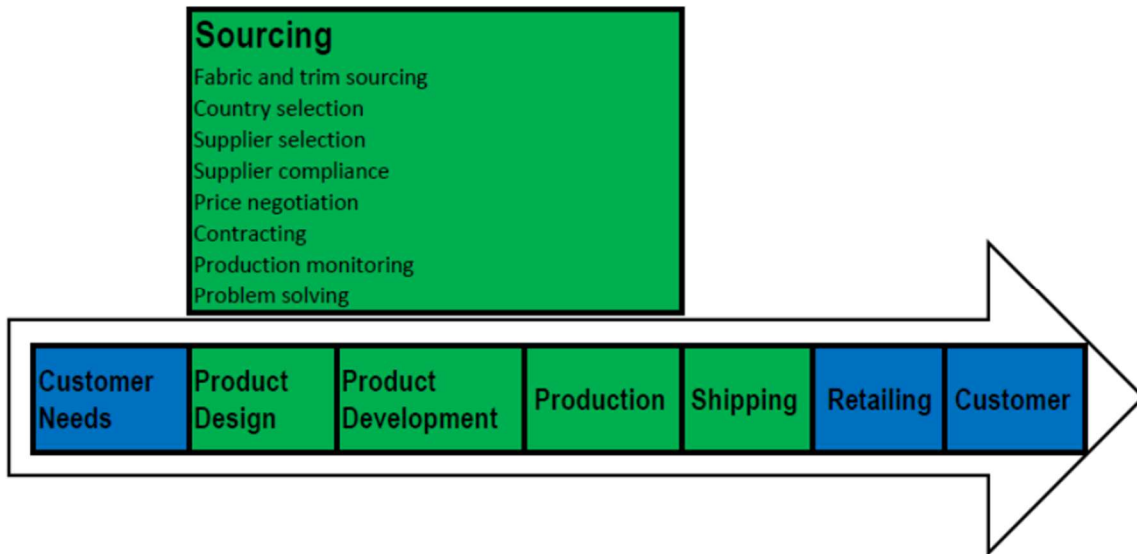 Sourcing
Fabric and trim sourcing
Country selection
Supplier selection
Supplier compliance
Price negotiation
Contracting
Production monitoring
Problem solving
Customer
Needs
Product
Design
Product
Development
Production
Shipping
Retailing
Customer